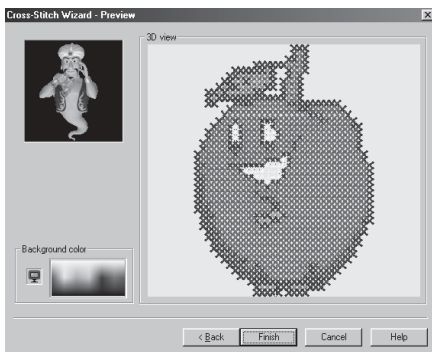 Cross-Stitch Wizard - Preview
3D view
Background color
< Back
Finish
Cancel
Help